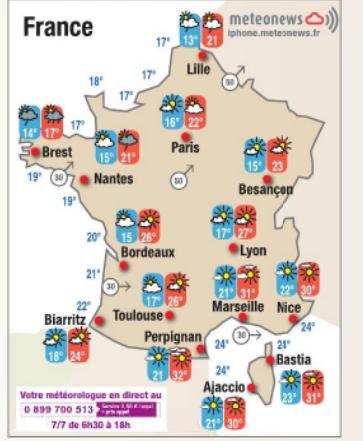 France
meteonews
iphone.meteonews.fr
17°
13° 21
Lille
17°
50
18°
17°
14° 17°
17°
16° 22°
Paris
Brest
15° 21°
15° 23
19°
30
Nantes
50
Besançon
19°
20°
15 26°
17° 27°
Bordeaux
Lyon
21°
30
17° 26°
21° 31°
22° 30°
22°
Biarritz
Toulouse
Marseille
Nice
18° 24°
Perpignan
30
24°
24°
24°
21 32°
24°
Bastia
Ajaccio
23° 31°
21° 30°
Votre météorologue en direct au
0 899 700 513
7/7 de 6h30 à 18h